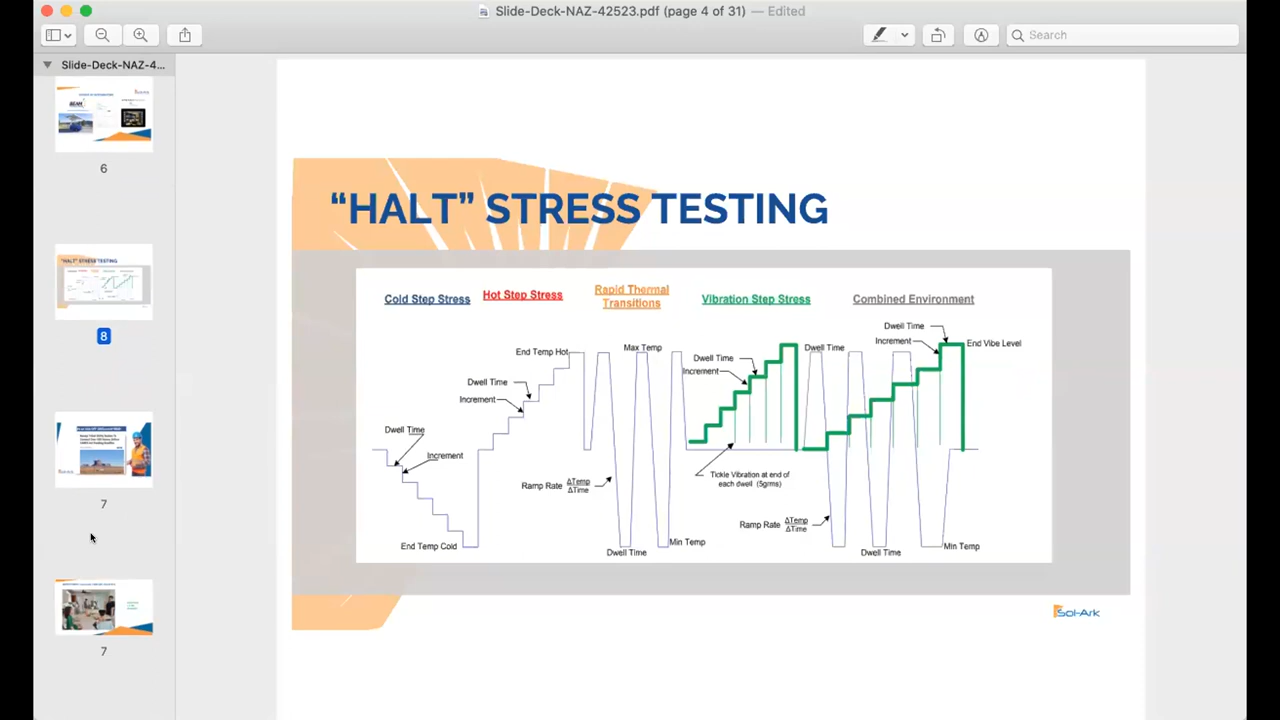 Slide-Deck-NAZ-42523.pdf (page 4 of 31) — Edited
Search
Slide-Deck-NAZ-4...
6
"HALT" STRESS TESTING
8
7
7
“HALT” STRESS TESTING
Cold Step Stress
Hot Step Stress
Rapid Thermal
Transitions
Vibration Step Stress
Combined Environment
Dwell Time
Increment
End Temp Cold
End Temp Hot
Dwell Time
Increment
Max Temp
Ramp Rate ΔTemp
ΔTime
Dwell Time
Min Temp
Dwell Time
Increment
Tickle Vibration at end of
each dwell (5grms)
Dwell Time
Dwell Time
Increment
End Vibe Level
Ramp Rate ΔTemp
ΔTime
Dwell Time
Min Temp
Sol-Ark